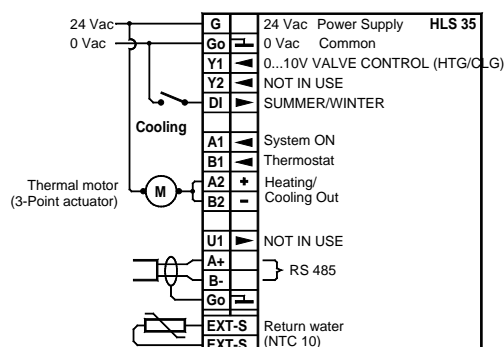 24 Vac G 24 Vac Power Supply HLS 35
0 Vac Go 0 Vac Common
Y1 0...10V VALVE CONTROL (HTG/CLG)
Y2 NOT IN USE
DI SUMMER/WINTER
Cooling
A1 System ON
B1 Thermostat
Thermal motor
(3-Point actuator)
M
A2 + Heating/
B2 - Cooling Out
U1 NOT IN USE
A+
B- RS 485
Go
EXT-S Return water
EXT-S (NTC 10)